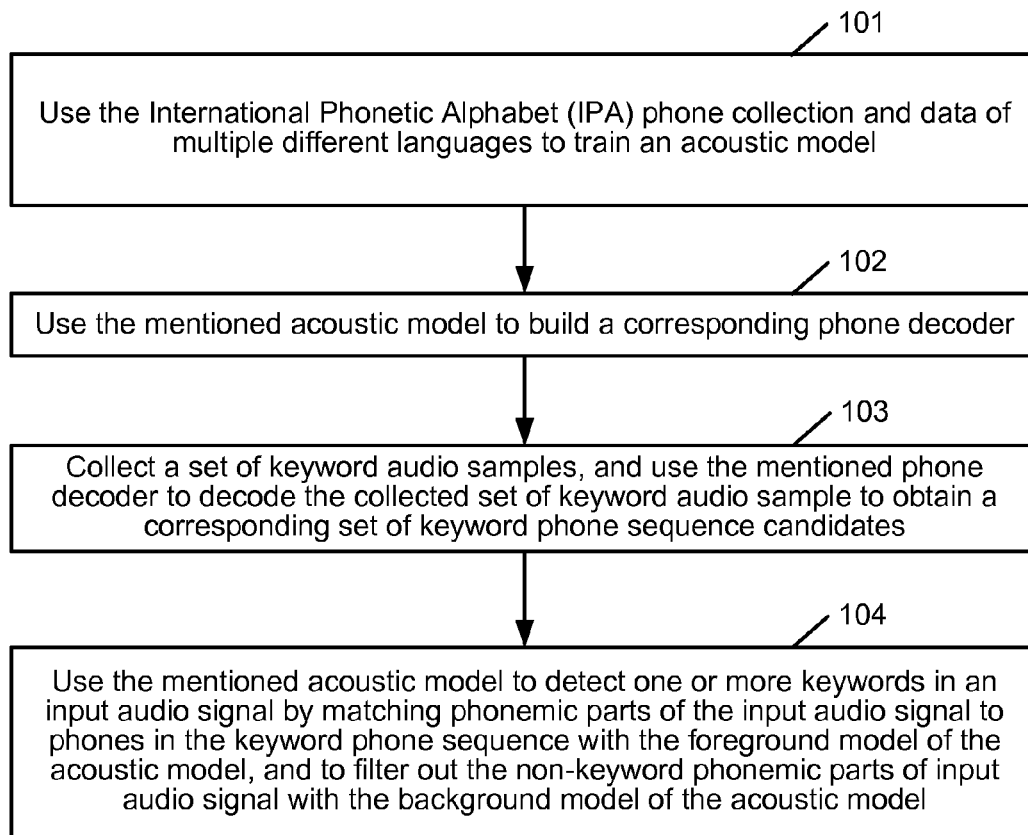 101
Use the International Phonetic Alphabet (IPA) phone collection and data of
multiple different languages to train an acoustic model
102
Use the mentioned acoustic model to build a corresponding phone decoder
103
Collect a set of keyword audio samples, and use the mentioned phone
decoder to decode the collected set of keyword audio sample to obtain a
corresponding set of keyword phone sequence candidates
104
Use the mentioned acoustic model to detect one or more keywords in an
input audio signal by matching phonemic parts of the input audio signal to
phones in the keyword phone sequence with the foreground model of the
acoustic model, and to filter out the non-keyword phonemic parts of input
audio signal with the background model of the acoustic model